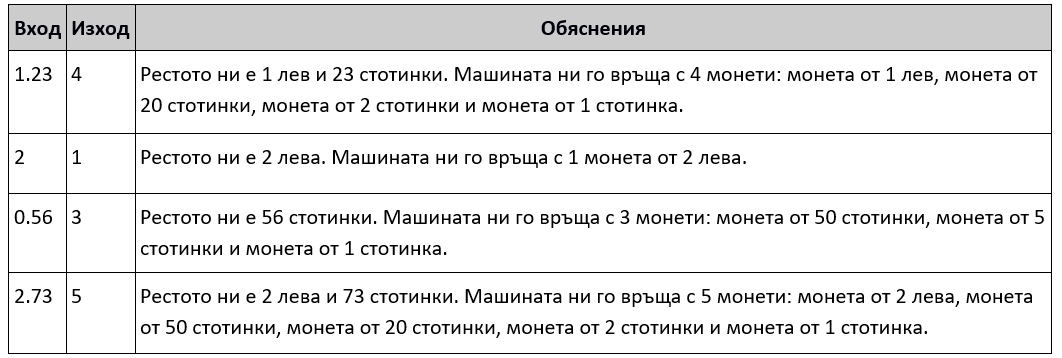 Вход Изход Обяснения
1.23 4 Рестото ни е 1 лев и 23 стотинки. Машината ни го връща с 4 монети: монета от 1 лев, монета от
20 стотинки, монета от 2 стотинки и монета от 1 стотинка.
2 1 Рестото ни е 2 лева. Машината ни го връща с 1 монета от 2 лева.
0.56 3 Рестото ни е 56 стотинки. Машината ни го връща с 3 монети: монета от 50 стотинки, монета от 5
стотинки и монета от 1 стотинка.
2.73 5 Рестото ни е 2 лева и 73 стотинки. Машината ни го връща с 5 монети: монета от 2 лева, монета
от 50 стотинки, монета от 20 стотинки, монета от 2 стотинки и монета от 1 стотинка.